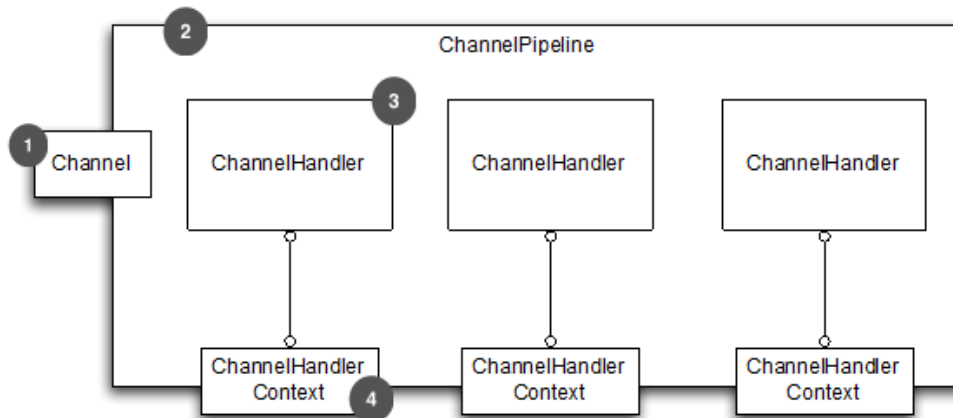 2
ChannelPipeline
3
1
Channel
ChannelHandler
ChannelHandler
ChannelHandler
ChannelHandler
Context
4
ChannelHandler
Context
ChannelHandler
Context